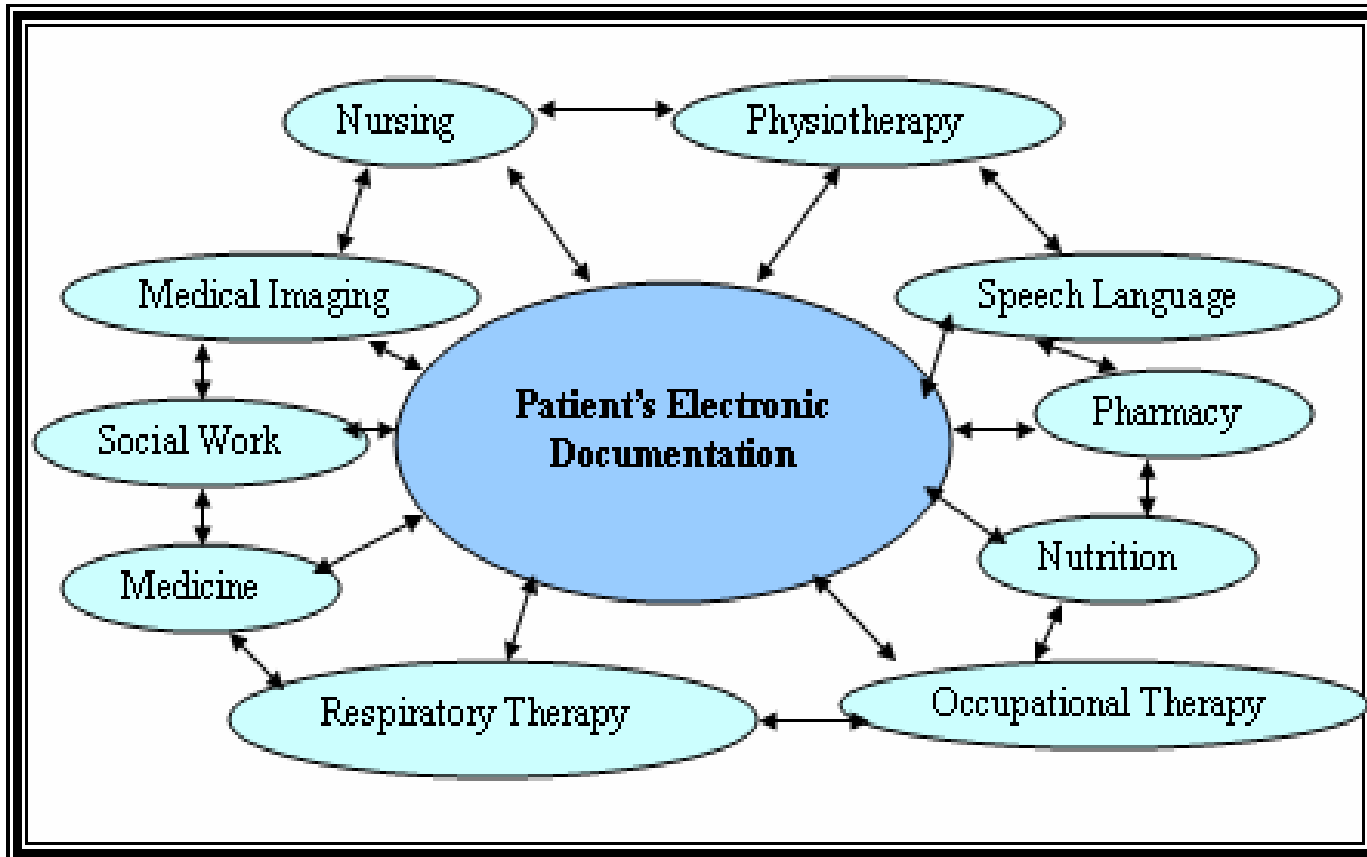 Nursing
Physiotherapy
Medical Imaging
Speech Language
Patient's Electronic
Documentation
Pharmacy
Social Work
Nutrition
Medicine
Respiratory Therapy
Occupational Therapy